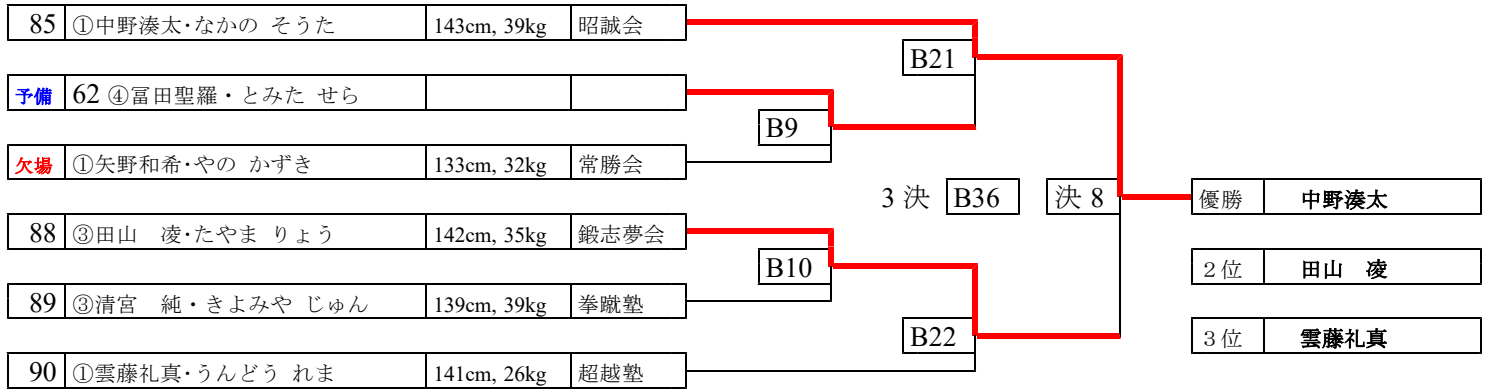 85 ①中野湊太･なかの そうた 143cm, 39kg 昭誠会
B21
予備 62 ④冨田聖羅・とみた せら
B9
欠場 ①矢野和希･やの かずき 133cm, 32kg 常勝会
3 決 B36 決 8 優勝 中野湊太
88 ③田山 凌･たやま りょう 142cm, 35kg 鍛志夢会
B10 2位 田山 凌
89 ③清宮 純・きよみや じゅん 139cm, 39kg 拳蹴塾
B22 3位 雲藤礼真
90 ①雲藤礼真･うんどう れま 141cm, 26kg 超越塾